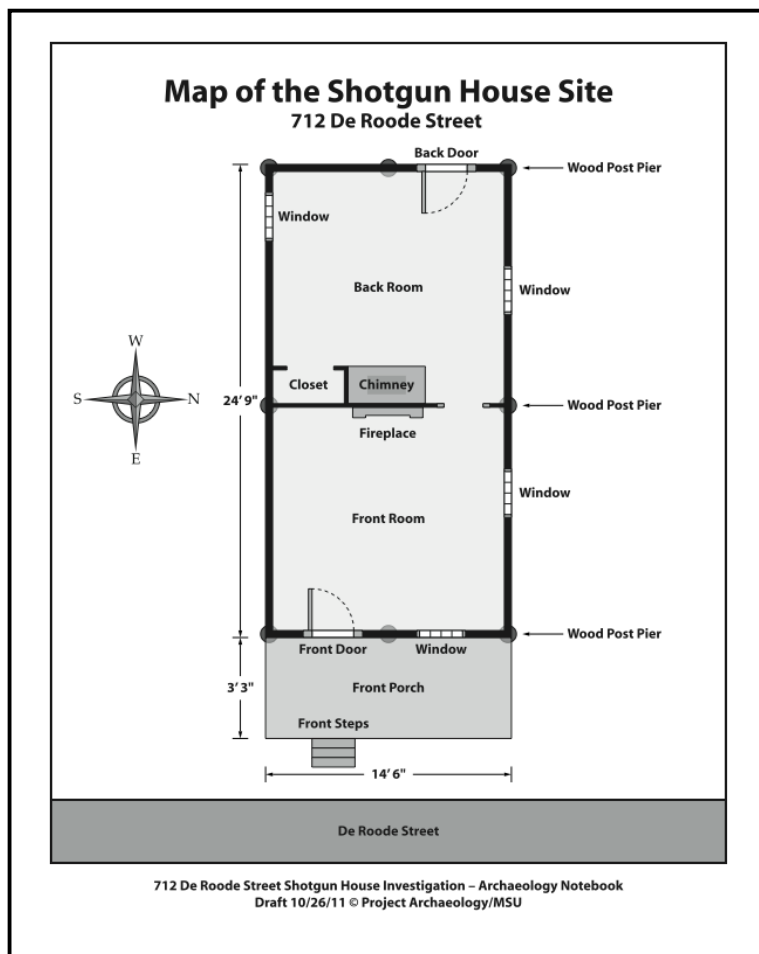 Map of the Shotgun House Site
712 De Roode Street
Back Door
Wood Post Pier
Window
Back Room
Window
W
S
N
E
24' 9"
Closet
Chimney
Wood Post Pier
Fireplace
Window
Front Room
Wood Post Pier
Front Door
Window
3' 3"
Front Porch
Front Steps
14' 6"
De Roode Street
712 De Roode Street Shotgun House Investigation – Archaeology Notebook
Draft 10/26/11 © Project Archaeology/MSU